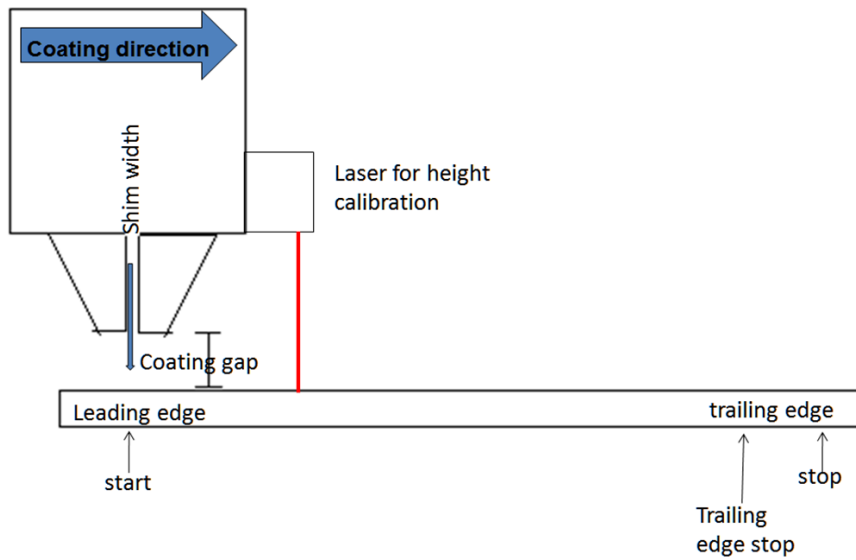 Coating direction
Shim width
Laser for height
calibration
Coating gap
Leading edge
trailing edge
start
stop
Trailing
edge stop